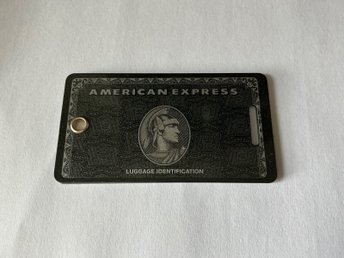 AMERICAN EXPRESS
LUGGAGE IDENTIFICATION